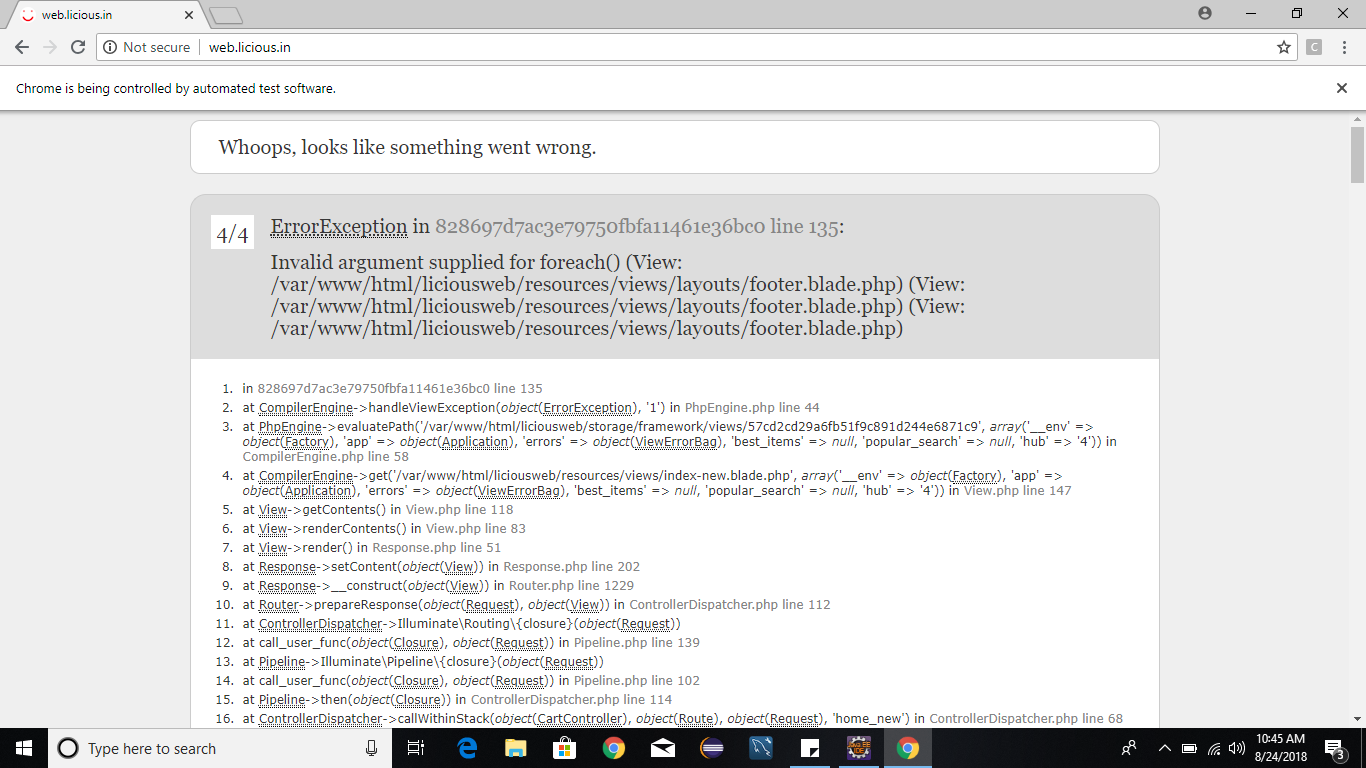 web.licious.in
Not secure web.licious.in
C
Chrome is being controlled by automated test software.
Whoops, looks like something went wrong.
4/4
ErrorException in 828697d7ac3e79750fbfa11461e36bc0 line 135:
Invalid argument supplied for foreach() (View:
/var/www/html/liciousweb/resources/views/layouts/footer.blade.php) (View:
/var/www/html/liciousweb/resources/views/layouts/footer.blade.php) (View:
/var/www/html/liciousweb/resources/views/layouts/footer.blade.php)
1. in 828697d7ac3e79750fbfa11461e36bc0 line 135
2. at CompilerEngine->handleViewException(object(ErrorException), '1') in PhpEngine.php line 44
3. at PhpEngine->evaluatePath('/var/www/html/liciousweb/storage/framework/views/57cd2cd29a6fb51f9c891d244e6871c9', array('__env' =>
object(Factory), 'app' => object(Application), 'errors' => object(ViewErrorBag), 'best_items' => null, 'popular_search' => null, 'hub' => '4')) in
CompilerEngine.php line 58
4. at CompilerEngine->get('/var/www/html/liciousweb/resources/views/index-new.blade.php', array('__env' => object(Factory), 'app' =>
object(Application), 'errors' => object(ViewErrorBag), 'best_items' => null, 'popular_search' => null, 'hub' => '4')) in View.php line 147
5. at View->getContents() in View.php line 118
6. at View->renderContents() in View.php line 83
7. at View->render() in Response.php line 51
8. at Response->setContent(object(View)) in Response.php line 202
9. at Response->__construct(object(View)) in Router.php line 1229
10. at Router->prepareResponse(object(Request), object(View)) in ControllerDispatcher.php line 112
11. at ControllerDispatcher->Illuminate\Routing\{closure}(object(Request))
12. at call_user_func(object(Closure), object(Request)) in Pipeline.php line 139
13. at Pipeline->Illuminate\Pipeline\{closure}(object(Request))
14. at call_user_func(object(Closure), object(Request)) in Pipeline.php line 102
15. at Pipeline->then(object(Closure)) in ControllerDispatcher.php line 114
16. at ControllerDispatcher->callWithinStack(object(CartController), object(Route), object(Request), 'home_new') in ControllerDispatcher.php line 68
Type here to search
10:45 AM
8/24/2018
3